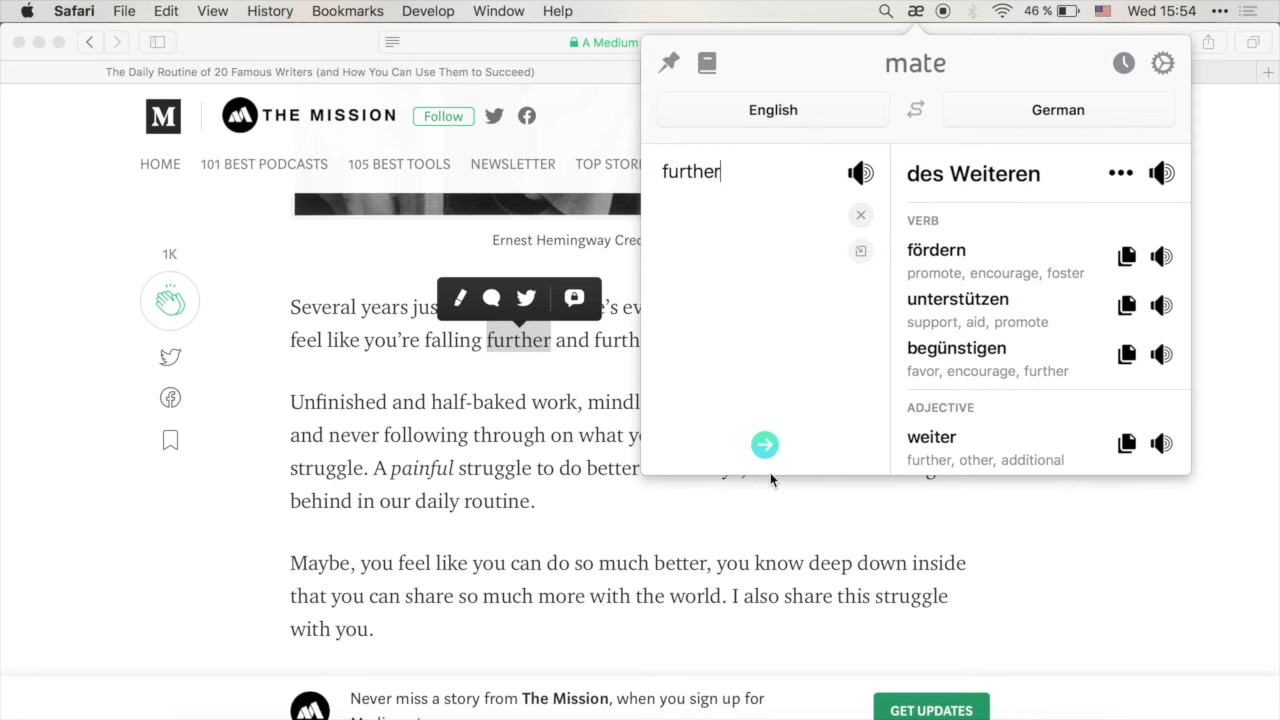 Safari File Edit View History Bookmarks Develop Window Help æ 46 % Wed 15:54
A Medium
The Daily Routine of 20 Famous Writers (and How You Can Use Them to Succeed)
M THE MISSION Follow
HOME 101 BEST PODCASTS 105 BEST TOOLS NEWSLETTER TOP STORI
Ernest Hemingway Cred
1K
Several years jus
e’s ev
feel like you’re falling further and furth
Unfinished and half-baked work, mindl
and never following through on what yo
struggle. A painful struggle to do better
behind in our daily routine.
Maybe, you feel like you can do so much better, you know deep down inside
that you can share so much more with the world. I also share this struggle
with you.
Never miss a story from The Mission, when you sign up for
GET UPDATES
mate
English German
further
des Weiteren
VERB
fördern
promote, encourage, foster
unterstützen
support, aid, promote
begünstigen
favor, encourage, further
ADJECTIVE
weiter
further, other, additional